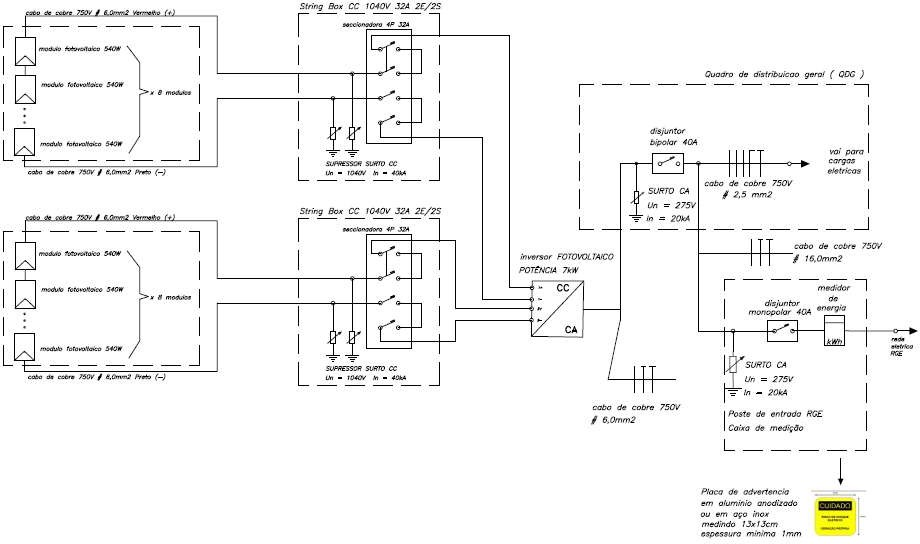 cabo de cobre 750V # 6,0mm2 Vermelho (+)
modulo fotovoltaico 540W
modulo fotovoltaico 540W
x 8 modulos
modulo fotovoltaico 540W
cabo de cobre 750V # 6,0mm2 Preto (–)
String Box CC 1040V 32A 2E/2S
seccionadora 4P 32A
SUPRESSOR SURTO CC
Un = 1040V In = 40kA
cabo de cobre 750V # 6,0mm2 Vermelho (+)
modulo fotovoltaico 540W
modulo fotovoltaico 540W
x 8 modulos
modulo fotovoltaico 540W
cabo de cobre 750V # 6,0mm2 Preto (–)
String Box CC 1040V 32A 2E/2S
seccionadora 4P 32A
SUPRESSOR SURTO CC
Un = 1040V In = 40kA
inversor FOTOVOLTAICO
POTÊNCIA 7kW
CC
CA
cabo de cobre 750V
# 6,0mm2
Quadro de distribuicao geral ( QDG )
disjuntor
bipolar 40A
SURTO CA
Un = 275V
in = 20kA
cabo de cobre 750V
# 2,5 mm2
vai para
cargas
eletricas
cabo de cobre 750V
# 16,0mm2
disjuntor
monopolar 40A
medidor
de
energia
kWh
SURTO CA
Un = 275V
In = 20kA
rede
eletrica
RGE
Poste de entrada RGE
Caixa de medição
Placa de advertencia
em alumínio anodizado
ou em aço inox
medindo 13x13cm
espessura mínima 1mm
CUIDADO